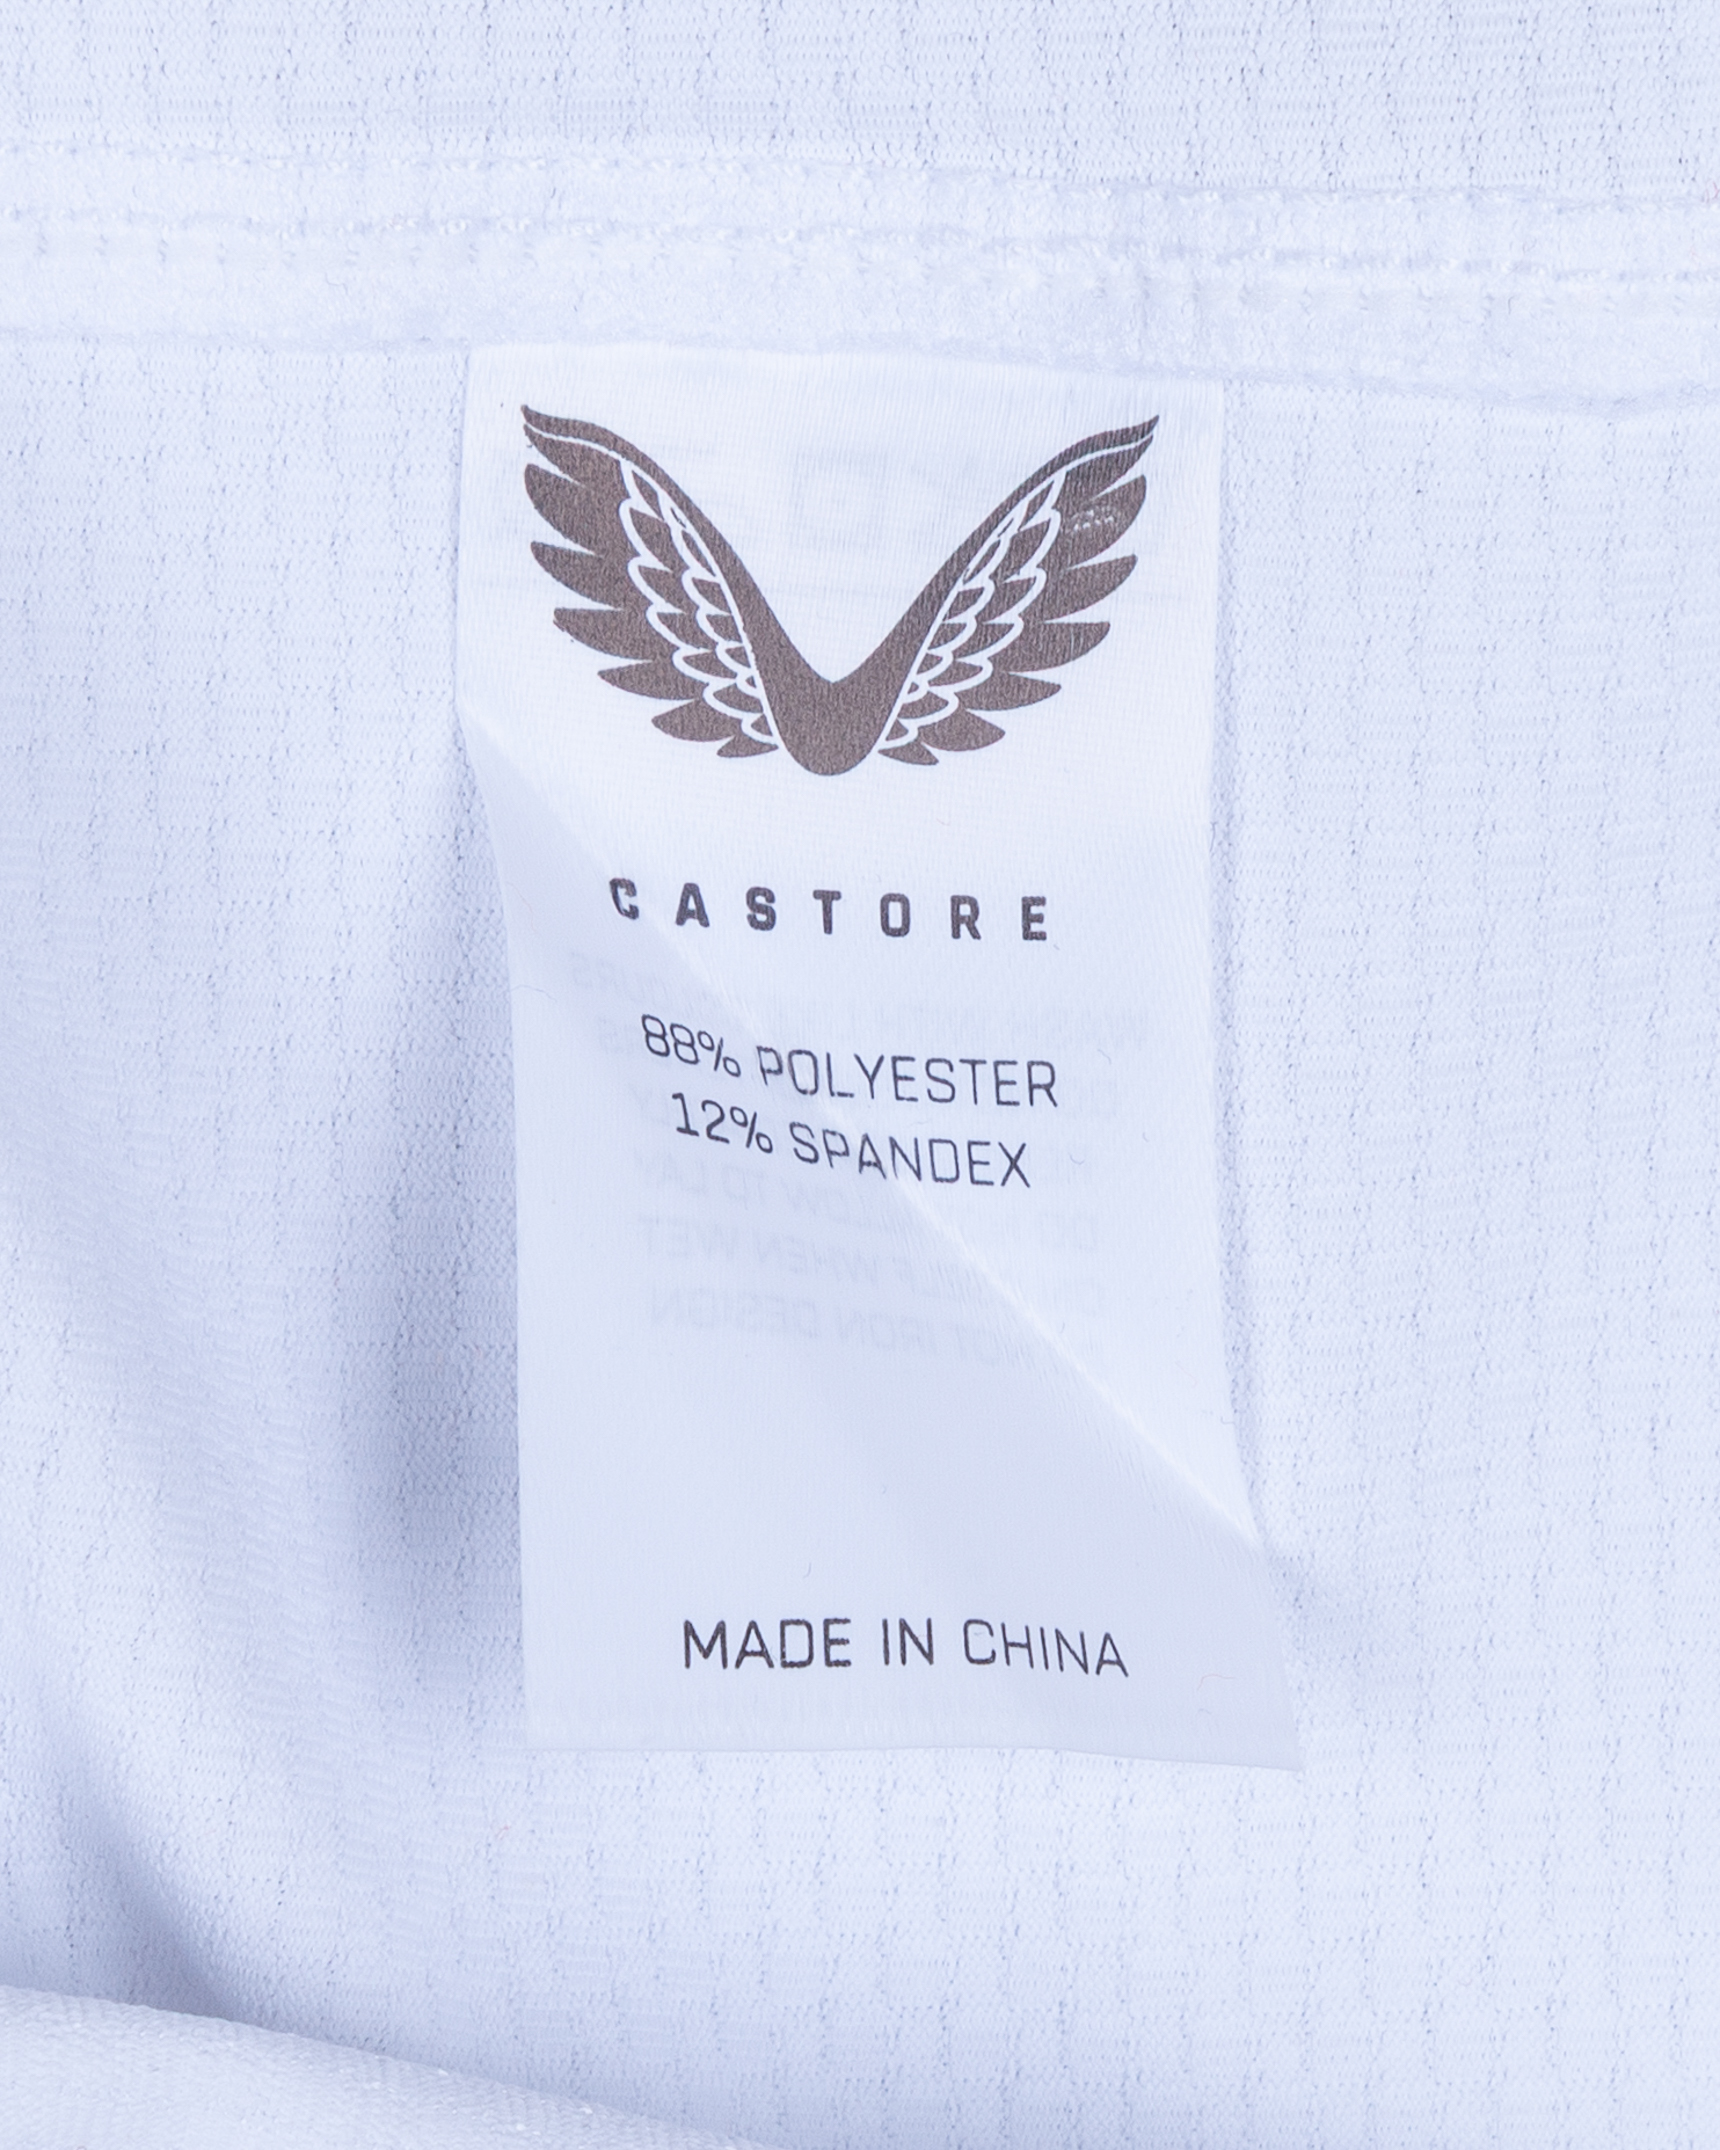 CASTORE
88% POLYESTER
12% SPANDEX
MADE IN CHINA